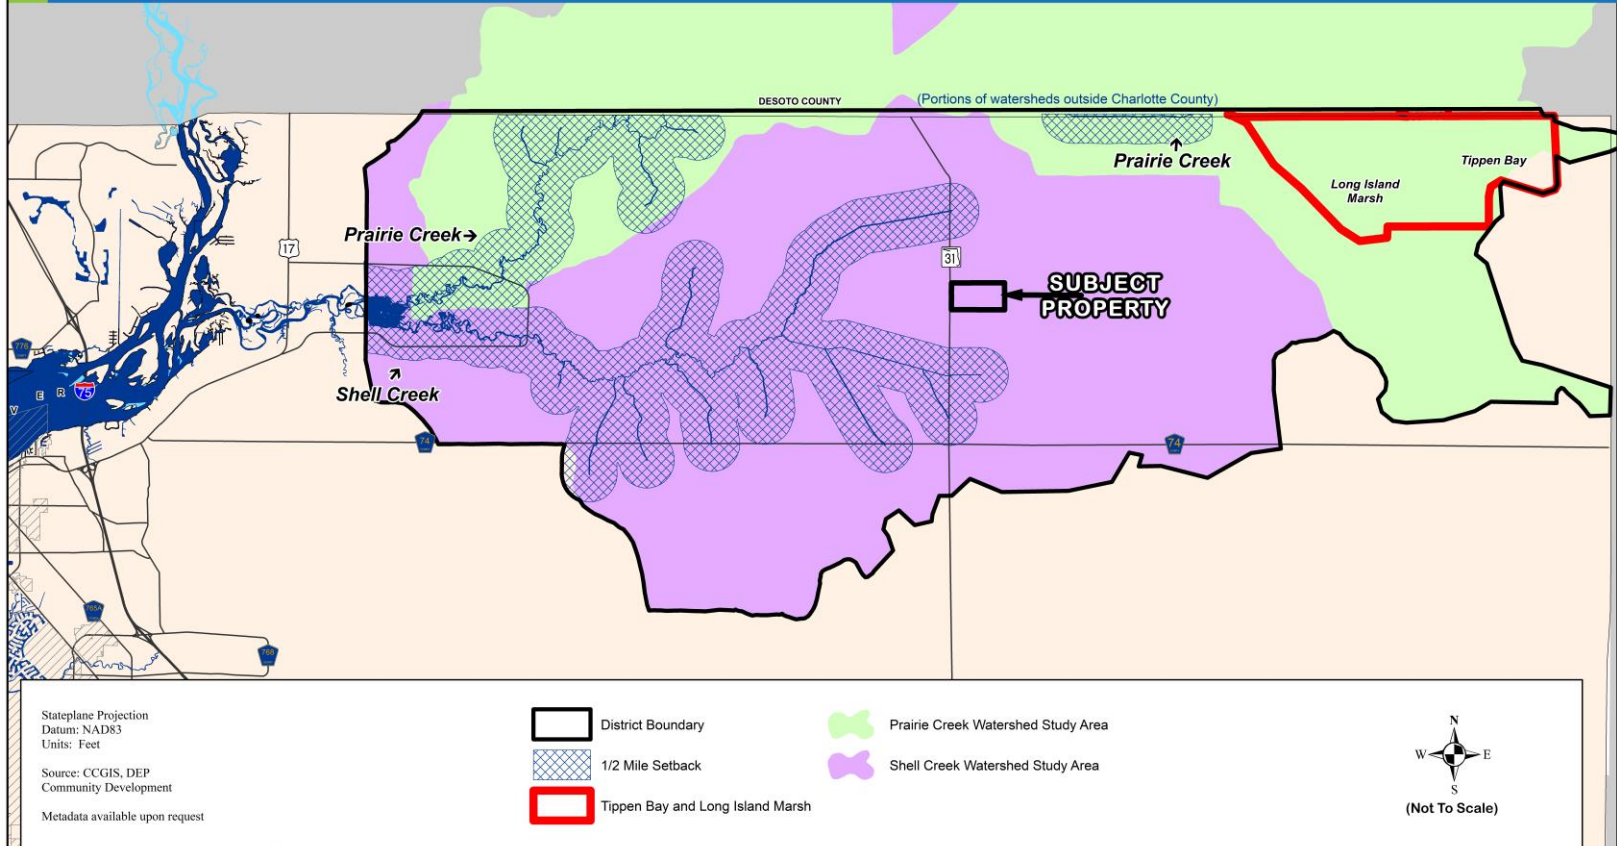 DESOTO COUNTY
(Portions of watersheds outside Charlotte County)
Prairie Creek
Tippen Bay
Long Island
Marsh
Prairie Creek
17
31
SUBJECT
PROPERTY
776
75
V E R
Shell Creek
74
74
765A
768
Stateplane Projection
Datum: NAD83
Units: Feet
Source: CCGIS, DEP
Community Development
Metadata available upon request
District Boundary
1/2 Mile Setback
Tippen Bay and Long Island Marsh
Prairie Creek Watershed Study Area
Shell Creek Watershed Study Area
N
W E
S
(Not To Scale)